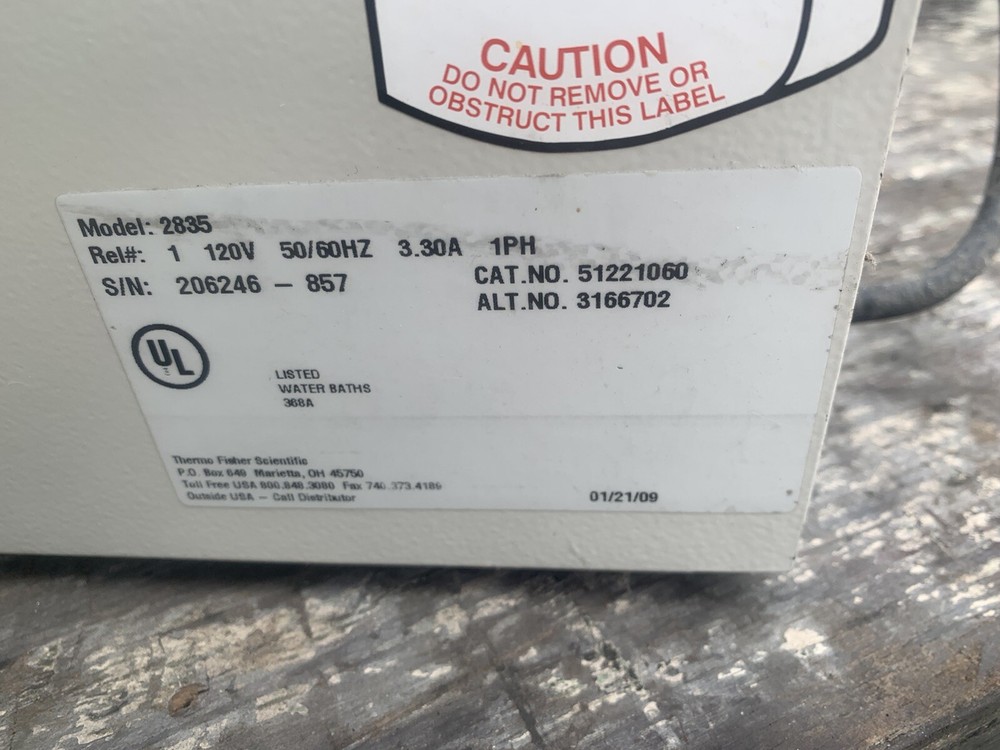 CAUTION
DO NOT REMOVE OR
OBSTRUCT THIS LABEL
Model: 2835
Rel#: 1 120V 50/60HZ 3.30A 1PH
S/N: 206246 – 857
CAT.NO. 51221060
ALT.NO. 3166702
UL
LISTED
WATER BATHS
368A
Thermo Fisher Scientific
P.O. Box 649 Marietta, OH 45750
Toll Free USA 800.848.3080 Fax 740.373.4189
Outside USA – Call Distributor
01/21/09